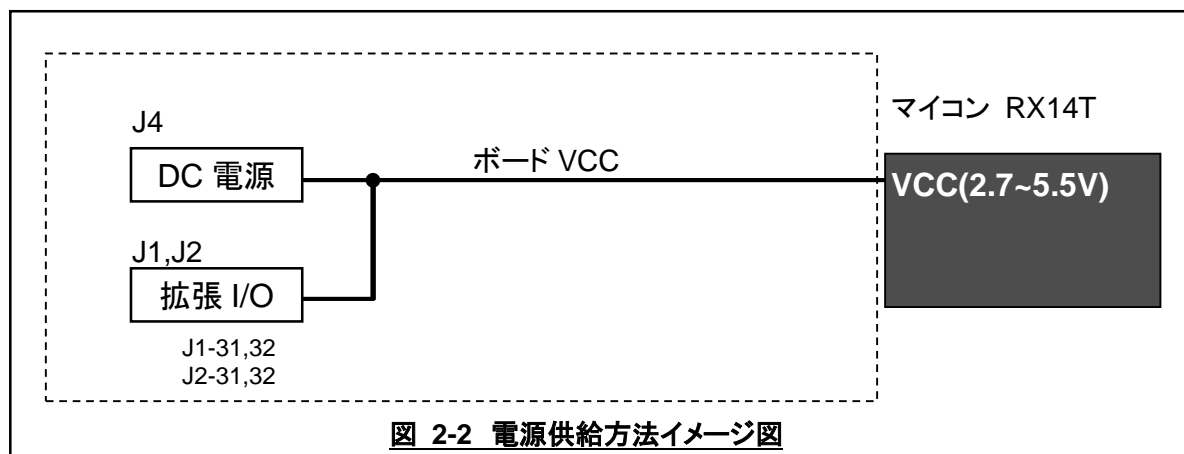 J4
DC 電源
ボード VCC
マイコン RX14T
VCC(2.7~5.5V)
J1,J2
拡張 I/O
J1-31,32
J2-31,32
図 2-2 電源供給方法イメージ図